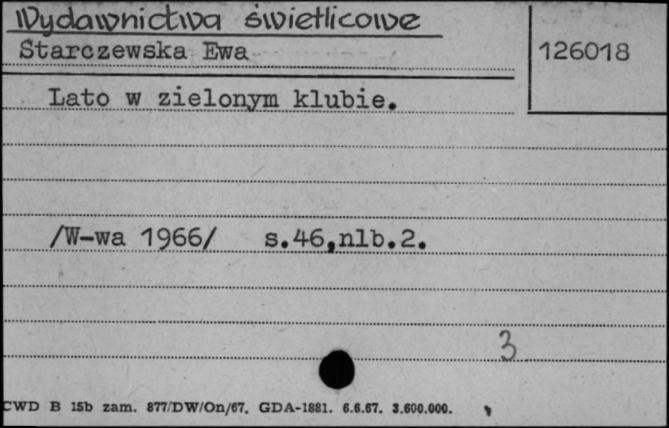 Wydawnictwa świetlicowe
Starczewska Ewa
126018
Lato w zielonym klubie.
/W-wa 1966/ s.46,nlb.2.
3
CWD B 15b zam. 877/DW/On/67. GDA-1881. 6.6.67. 3.600.000.